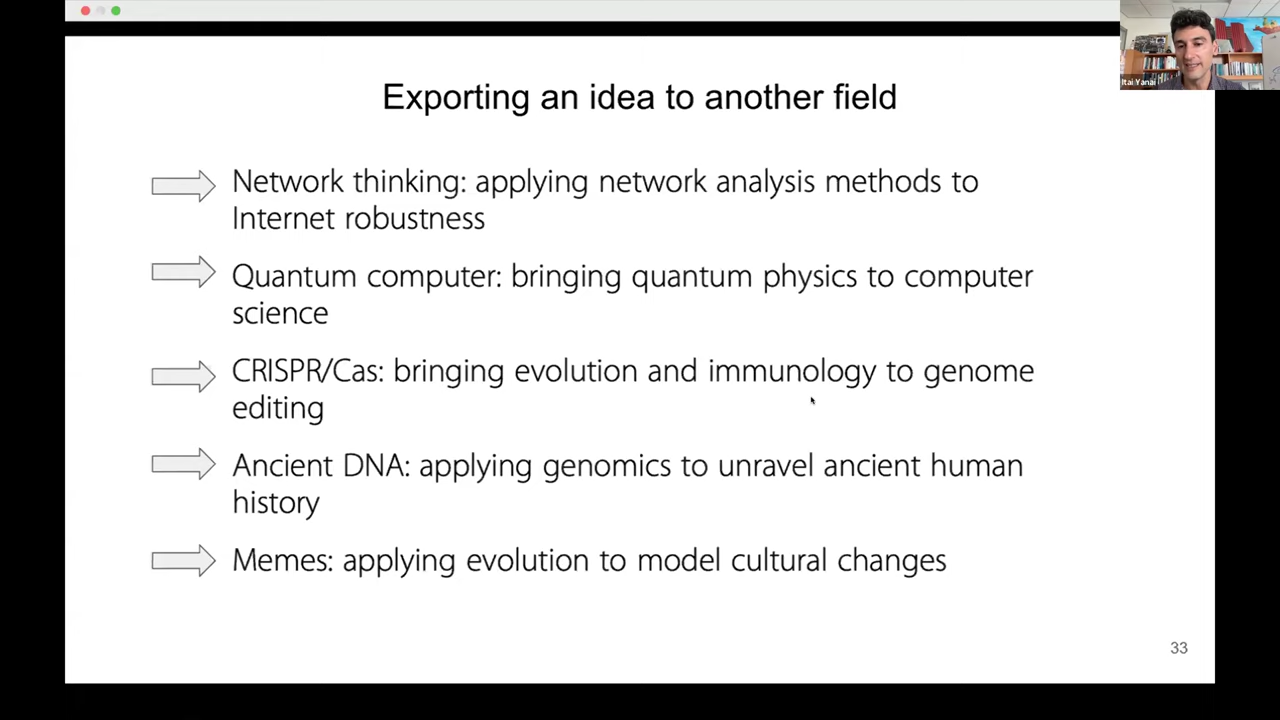 Itai Yanai
Exporting an idea to another field
Network thinking: applying network analysis methods to
Internet robustness
Quantum computer: bringing quantum physics to computer
science
CRISPR/Cas: bringing evolution and immunology to genome
editing
Ancient DNA: applying genomics to unravel ancient human
history
Memes: applying evolution to model cultural changes
33